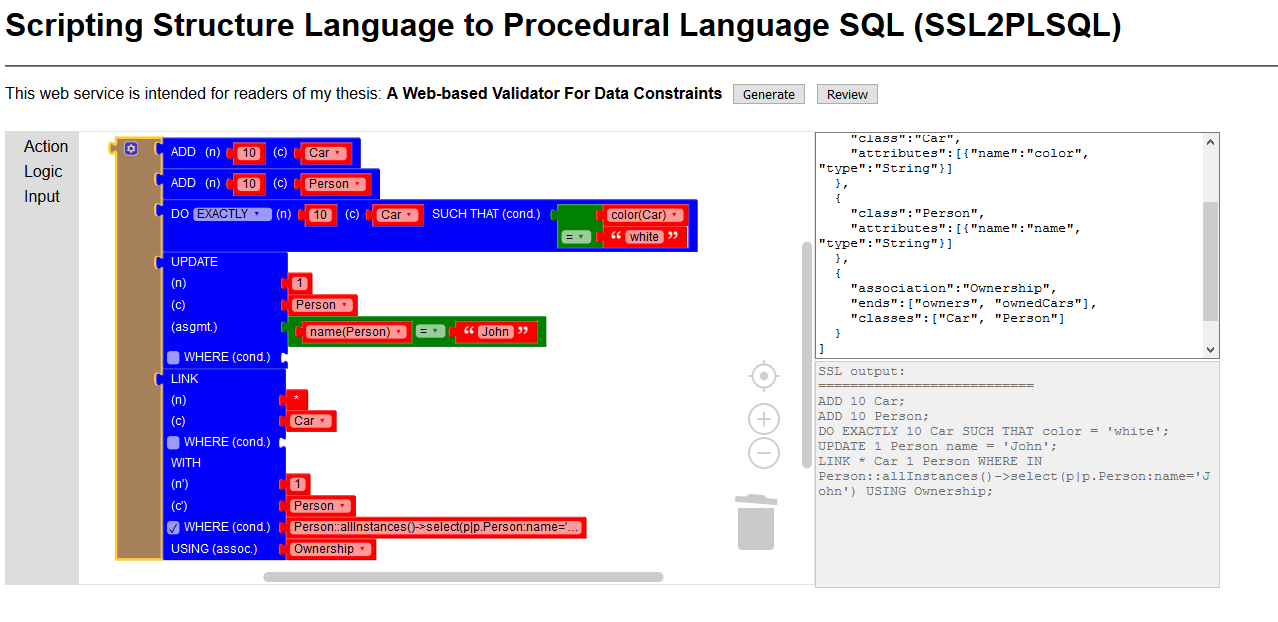 Scripting Structure Language to Procedural Language SQL (SSL2PLSQL)
This web service is intended for readers of my thesis: A Web-based Validator For Data Constraints Generate Review
Action
Logic
Input
ADD (n) 10 (c) Car
ADD (n) 10 (c) Person
DO EXACTLY (n) 10 (c) Car SUCH THAT (cond.) color(Car)
= “ white ”
UPDATE
(n) 1
(c) Person
(asgmt.) name(Person) = “ John ”
WHERE (cond.)
LINK
(n) *
(c) Car
WHERE (cond.)
WITH
(n') 1
(c') Person
WHERE (cond.) Person::allInstances()->select(p|p.Person:name='...
USING (assoc.) Ownership
"class":"Car",
"attributes":[{"name":"color",
"type":"String"}]
},
{
"class":"Person",
"attributes":[{"name":"name",
"type":"String"}]
},
{
"association":"Ownership",
"ends":["owners", "ownedCars"],
"classes":["Car", "Person"]
}
]
SSL output:
===========================
ADD 10 Car;
ADD 10 Person;
DO EXACTLY 10 Car SUCH THAT color = 'white';
UPDATE 1 Person name = 'John';
LINK * Car 1 Person WHERE IN
Person::allInstances()->select(p|p.Person:name='J
ohn') USING Ownership;